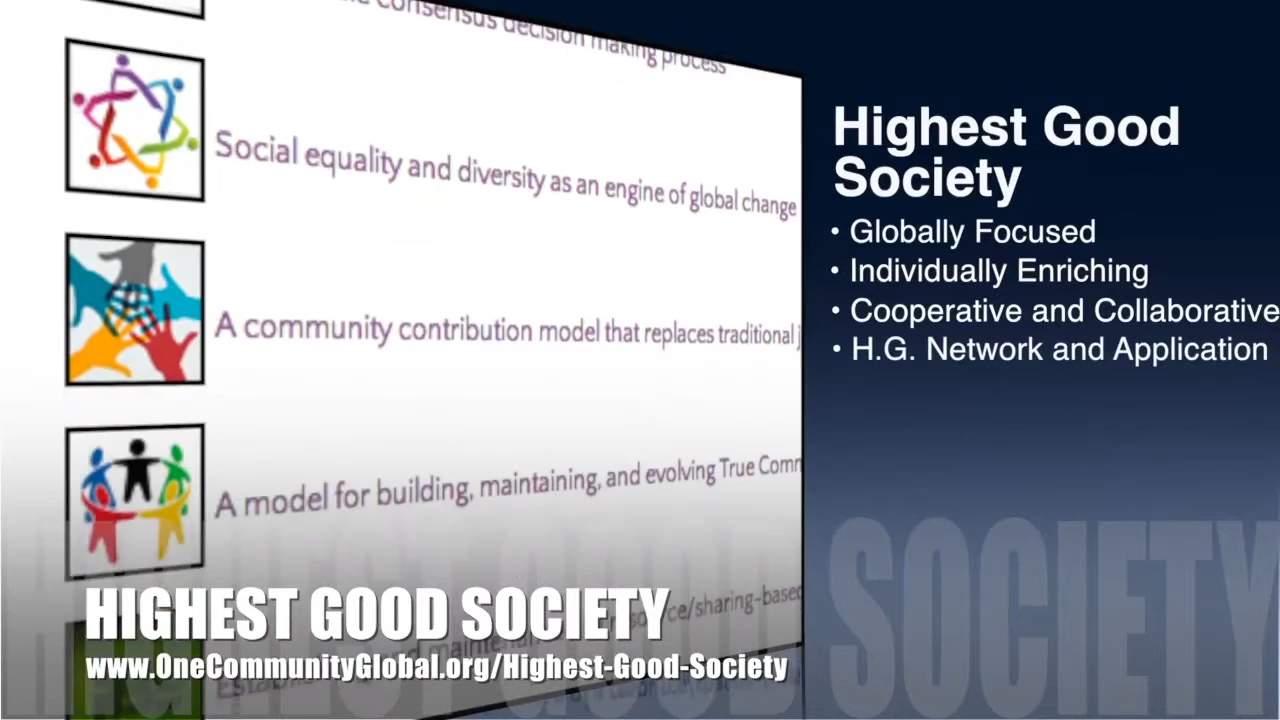 consensus decision making process
Social equality and diversity as an engine of global change
A community contribution model that replaces traditional
A model for building, maintaining, and evolving True
Highest Good
Society
• Globally Focused
• Individually Enriching
• Cooperative and Collaborative
• H.G. Network and Application
HIGHEST GOOD SOCIETY
HIGHEST GOOD SOCIETY
www.OneCommunityGlobal.org/Highest-Good-Society